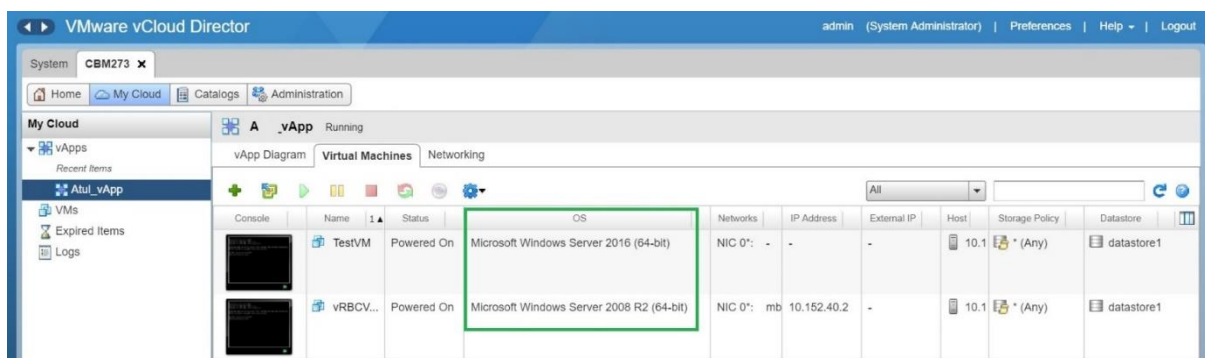 VMware vCloud Director admin (System Administrator) | Preferences | Help | Logout
System CBM273 x
Home My Cloud Catalogs Administration
My Cloud
vApps
Recent Items
Atul_vApp
VMs
Expired Items
Logs
A _vApp Running
vApp Diagram Virtual Machines Networking
All
Console Name 1 Status OS Networks IP Address External IP Host Storage Policy Datastore
TestVM Powered On Microsoft Windows Server 2016 (64-bit) NIC 0*: - - - 10.1 * (Any) datastore1
vRBCV... Powered On Microsoft Windows Server 2008 R2 (64-bit) NIC 0*: mb 10.152.40.2 - 10.1 * (Any) datastore1